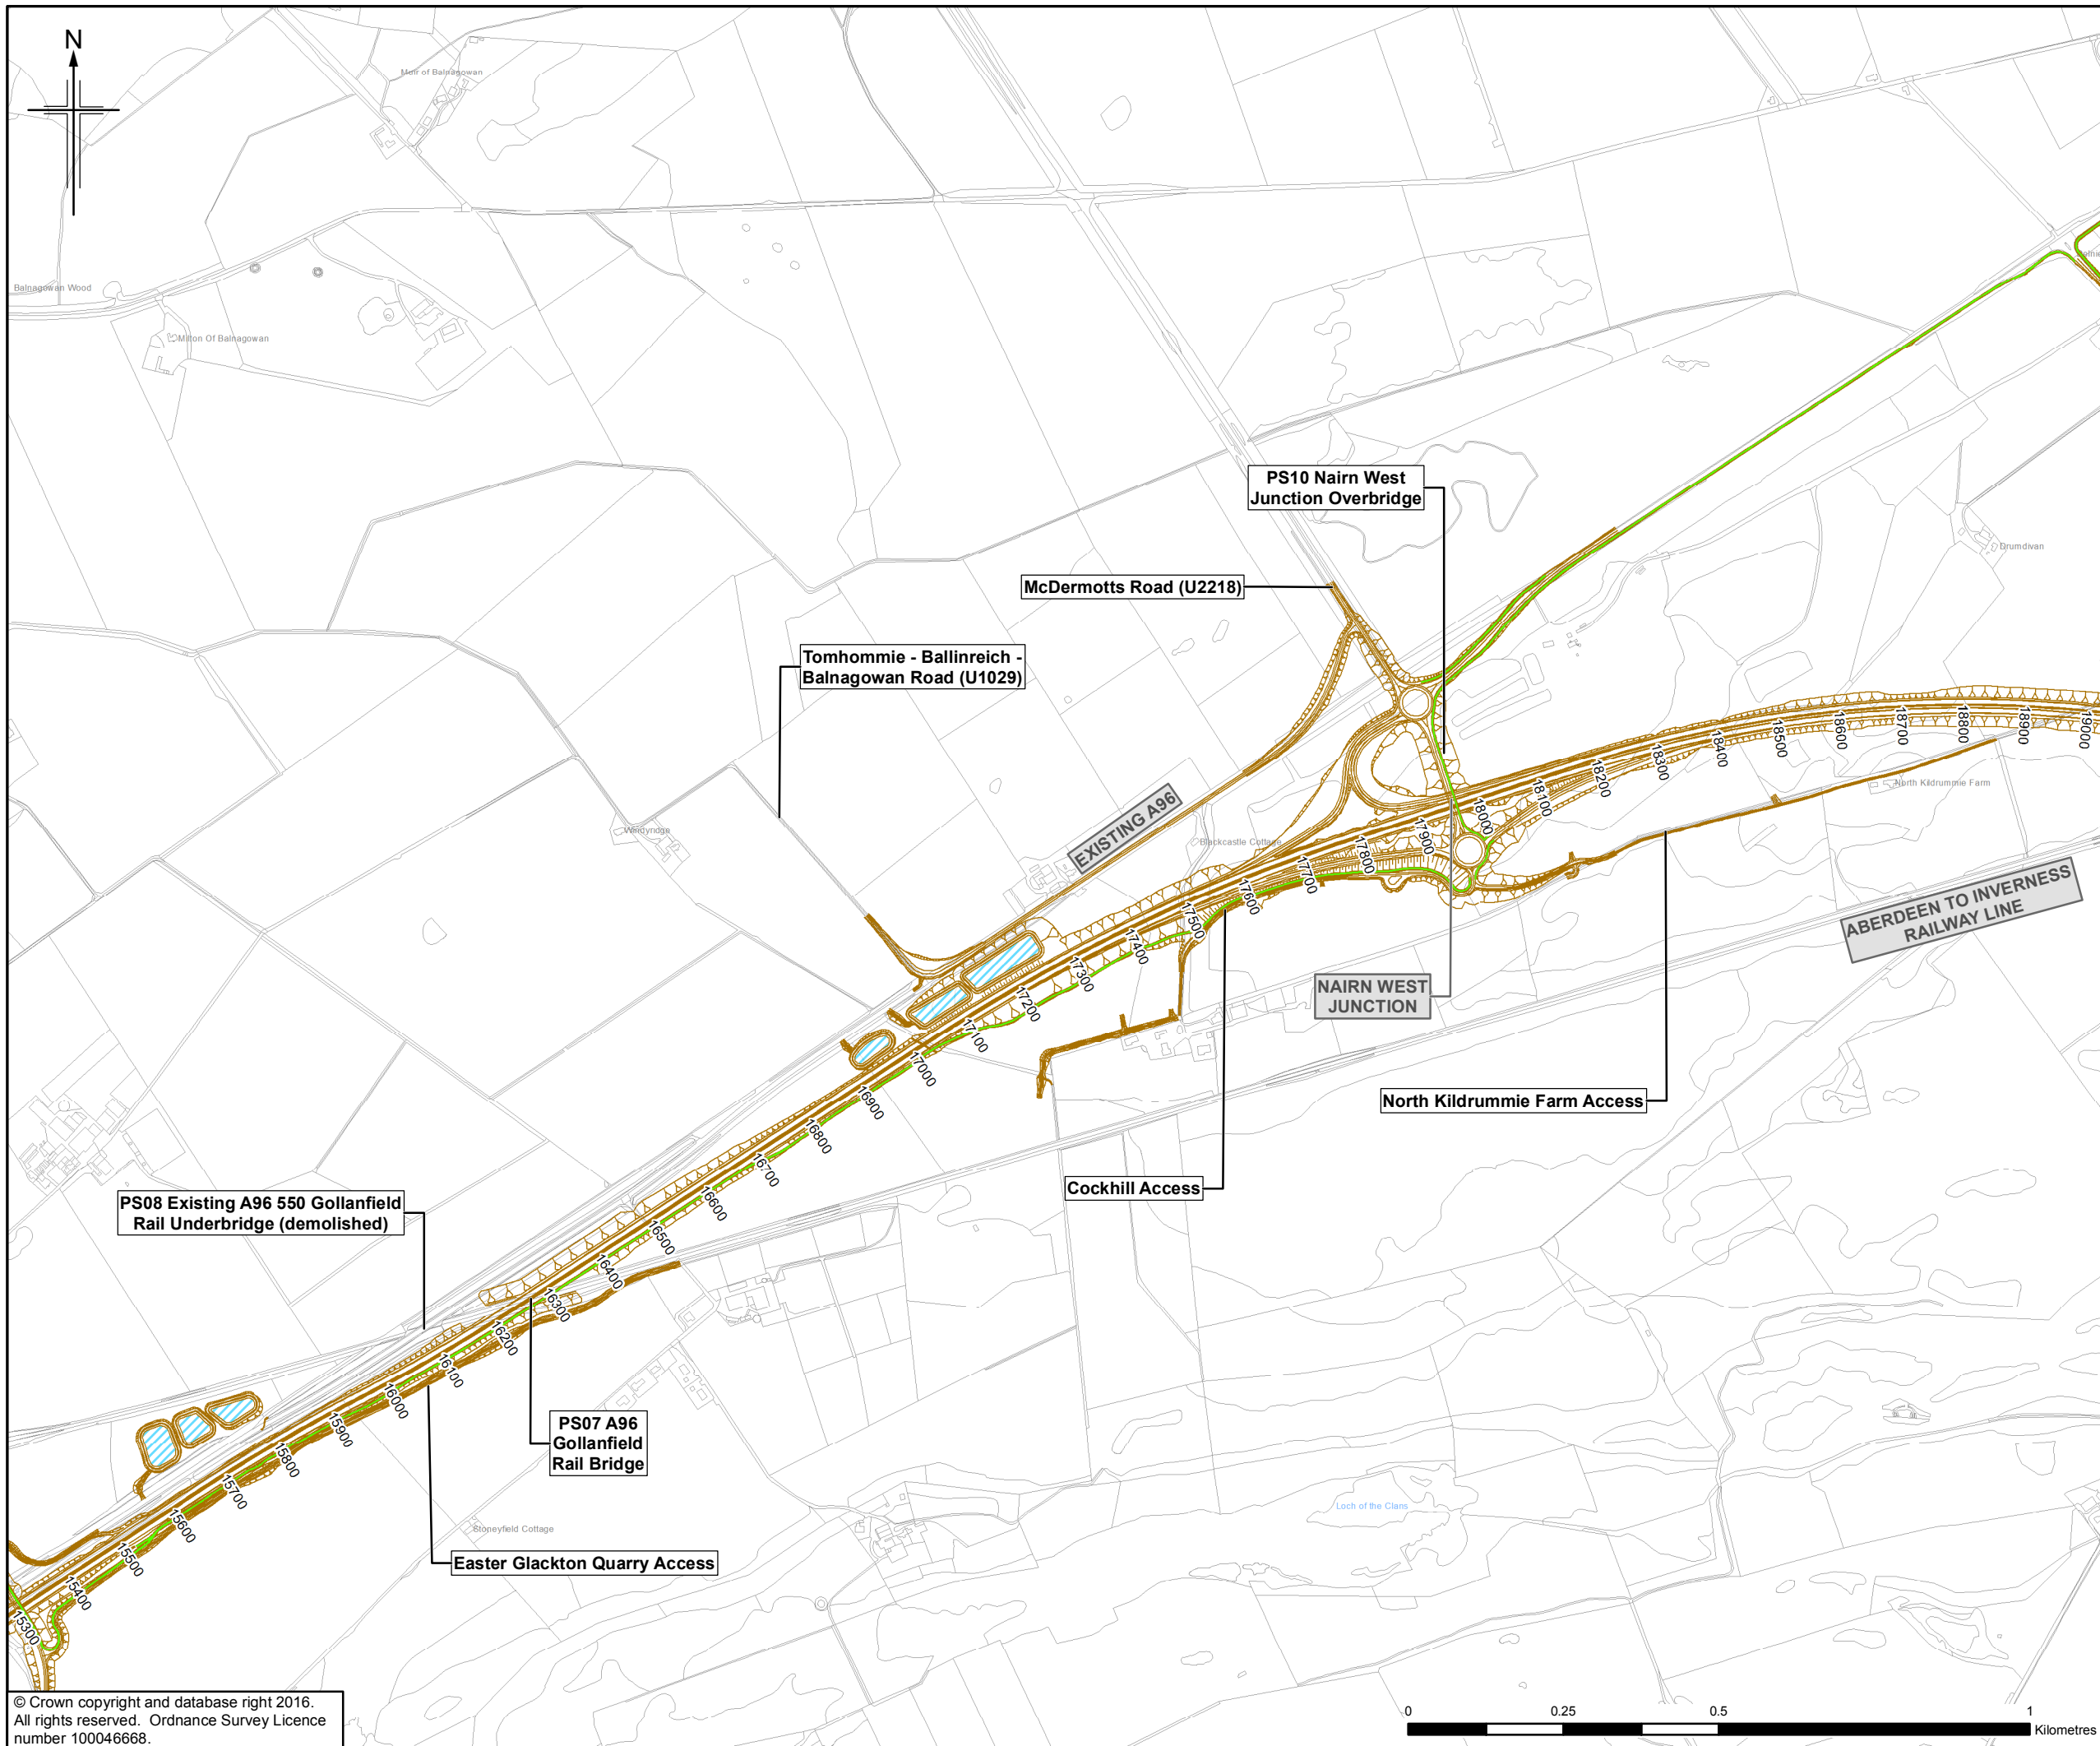 N
Muir of Balnagowan
Balnagowan Wood
Milton Of Balnagowan
PS10 Nairn West
Junction Overbridge
Drumdivan
McDermotts Road (U2218)
Tomhommie - Ballinreich -
Balnagowan Road (U1029)
Windyridge
EXISTING A96
Blackcastle Cottage
North Kildrummie Farm
ABERDEEN TO INVERNESS
RAILWAY LINE
NAIRN WEST
JUNCTION
North Kildrummie Farm Access
Cockhill Access
PS08 Existing A96 550 Gollanfield
Rail Underbridge (demolished)
PS07 A96
Gollanfield
Rail Bridge
Easter Glackton Quarry Access
Stoneyfield Cottage
Loch of the Clans
15300
15400
15500
15600
15700
15800
15900
16000
16100
16200
16300
16400
16500
16600
16700
16800
16900
17000
17100
17200
17300
17400
17500
17600
17700
17800
17900
18000
18100
18200
18300
18400
18500
18600
18700
18800
18900
19000
© Crown copyright and database right 2016.
All rights reserved. Ordnance Survey Licence
number 100046668.
0 0.25 0.5 1
Kilometres